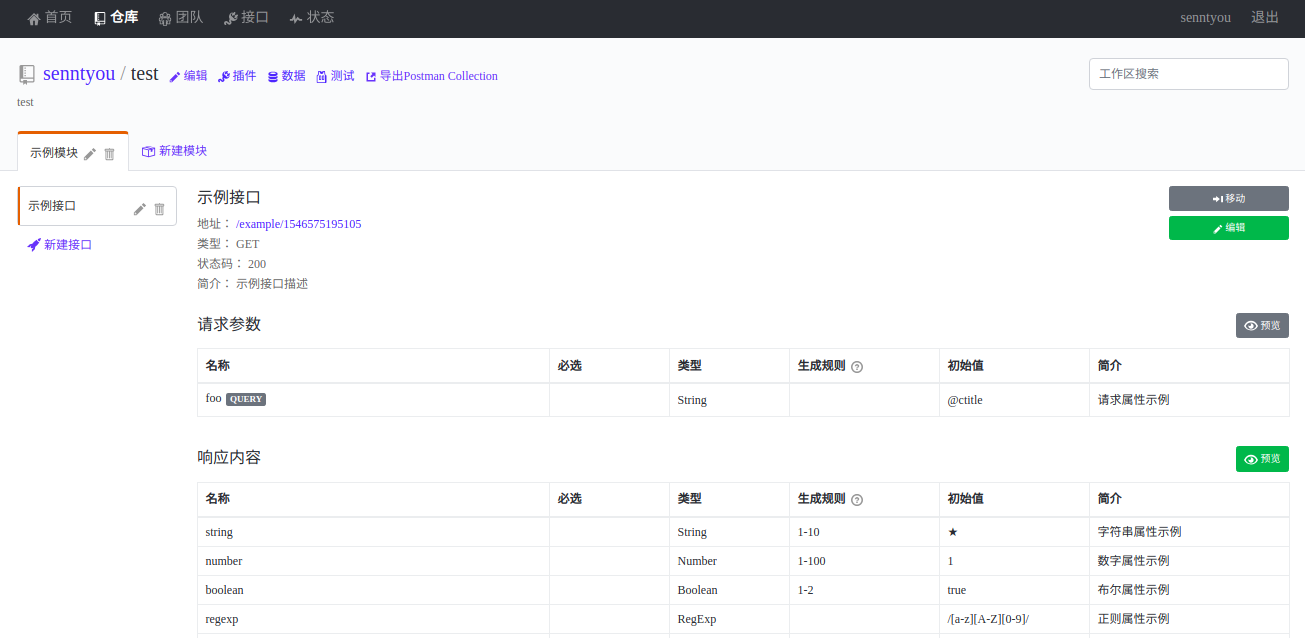 首页 仓库 团队 接口 状态 senntyou 退出
senntyou / test 编辑 插件 数据 测试 导出Postman Collection 工作区搜索
test
示例模块 新建模块
示例接口
新建接口
示例接口 移动
地址： /example/1546575195105 编辑
类型： GET
状态码： 200
简介： 示例接口描述
请求参数 预览
名称 必选 类型 生成规则 ? 初始值 简介
foo QUERY String @ctitle 请求属性示例
响应内容 预览
名称 必选 类型 生成规则 ? 初始值 简介
string String 1-10 ★ 字符串属性示例
number Number 1-100 1 数字属性示例
boolean Boolean 1-2 true 布尔属性示例
regexp RegExp /[a-z][A-Z][0-9]/ 正则属性示例